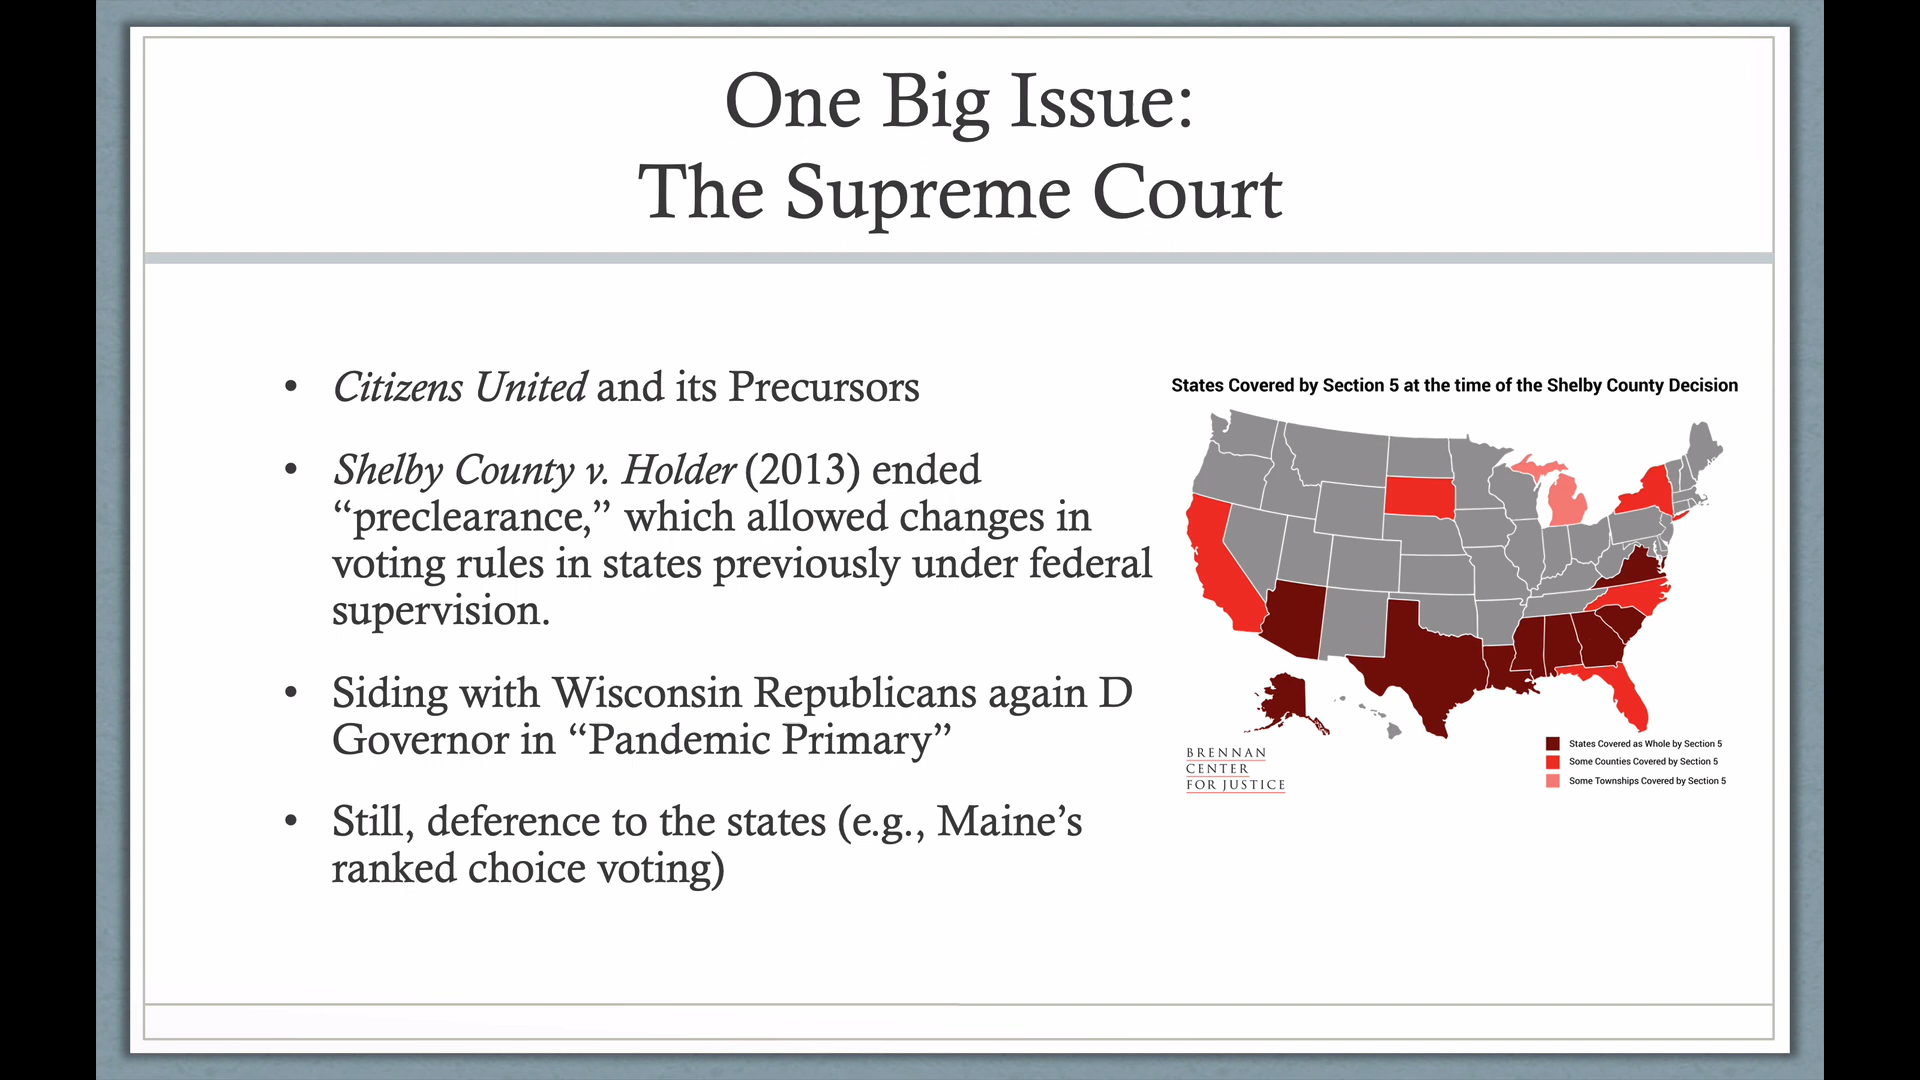 One Big Issue:
The Supreme Court
• Citizens United and its Precursors
• Shelby County v. Holder (2013) ended
“preclearance,” which allowed changes in
voting rules in states previously under federal
supervision.
• Siding with Wisconsin Republicans again D
Governor in “Pandemic Primary”
• Still, deference to the states (e.g., Maine’s
ranked choice voting)
States Covered by Section 5 at the time of the Shelby County Decision
BRENNAN
CENTER
FOR JUSTICE
States Covered as Whole by Section 5
Some Counties Covered by Section 5
Some Townships Covered by Section 5